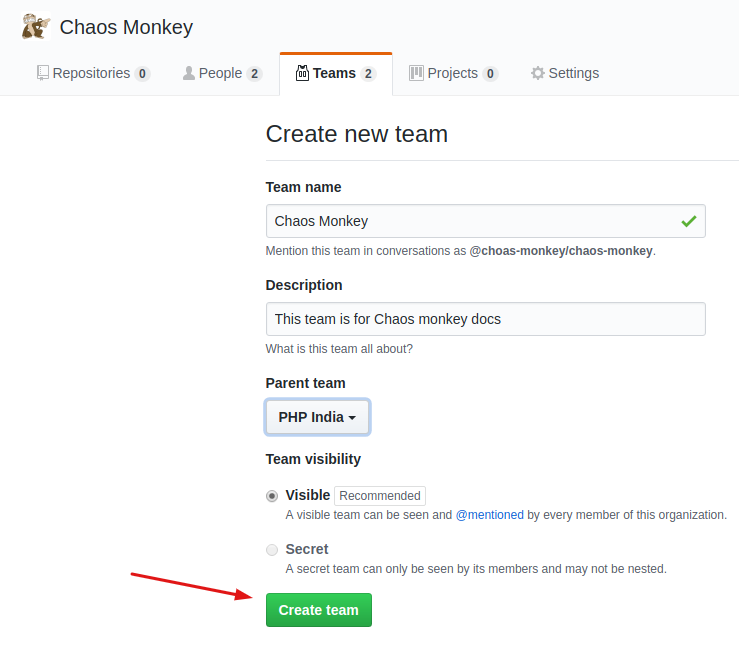 Chaos Monkey
Repositories 0 People 2 Teams 2 Projects 0 Settings
Create new team
Team name
Chaos Monkey
Mention this team in conversations as @choas-monkey/chaos-monkey.
Description
This team is for Chaos monkey docs
What is this team all about?
Parent team
PHP India
Team visibility
Visible Recommended
A visible team can be seen and @mentioned by every member of this organization.
Secret
A secret team can only be seen by its members and may not be nested.
Create team